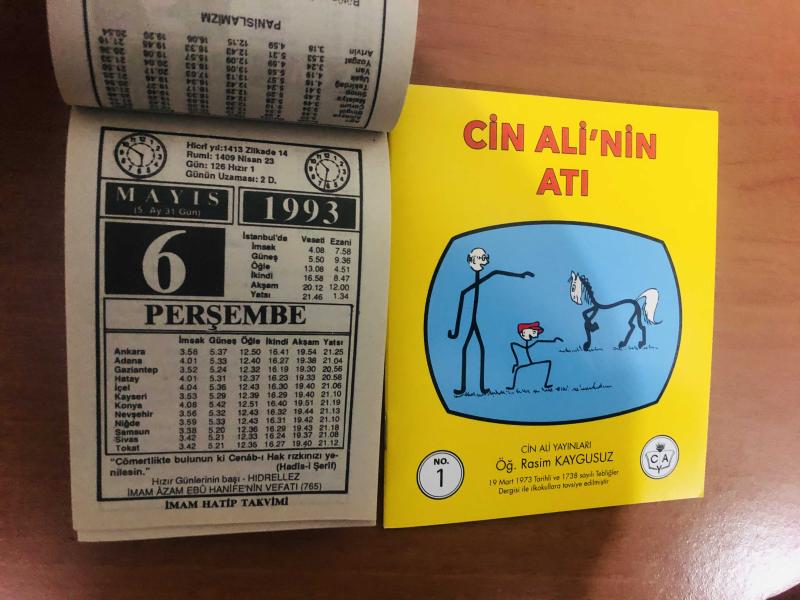 PANİSLAMİZM
Hicrî yıl:1413 Zilkade 14
Rumi: 1409 Nisan 23
Gün: 126 Hızır 1
Günün Uzaması: 2 D.
MAYIS
(5. Ay 31 Gün)
1993
6
İstanbul'da Vasati Ezani
İmsak 4.08 7.58
Güneş 5.50 9.36
Öğle 13.08 4.51
İkindi 16.58 8.47
Akşam 20.12 12.00
Yatsı 21.46 1.34
PERŞEMBE
İmsak Güneş Öğle İkindi Akşam Yatsı
Ankara 3.58 5.37 12.50 16.41 19.54 21.25
Adana 4.01 5.33 12.40 16.27 19.38 21.04
Gaziantep 3.52 5.24 12.32 16.19 19.30 20.56
Hatay 4.01 5.31 12.37 16.23 19.33 20.58
İçel 4.04 5.36 12.43 16.30 19.40 21.06
Kayseri 3.53 5.29 12.39 16.29 19.40 21.10
Konya 4.08 5.42 12.51 16.40 19.51 21.19
Nevşehir 3.56 5.32 12.43 16.32 19.44 21.13
Niğde 3.59 5.33 12.43 16.31 19.42 21.10
Samsun 3.38 5.20 12.36 16.29 19.43 21.18
Sivas 3.42 5.21 12.33 16.24 19.37 21.08
Tokat 3.42 5.21 12.35 16.27 19.40 21.12
“Cömertlikte bulunun ki Cenâb-ı Hak rızkınızı ye-
nilesin.” (Hadîs-i Şerif)
Hızır Günlerinin başı - HIDRELLEZ
İMAM ÂZAM EBÛ HANİFE'NİN VEFATI (765)
İMAM HATİP TAKVİMİ
CİN ALİ'NİN
ATI
NO.
1
CİN ALİ YAYINLARI
Öğ. Rasim KAYGUSUZ
19 Mart 1973 Tarihli ve 1738 sayılı Tebliğler
Dergisi ile ilkokullara tavsiye edilmiştir
C A Y